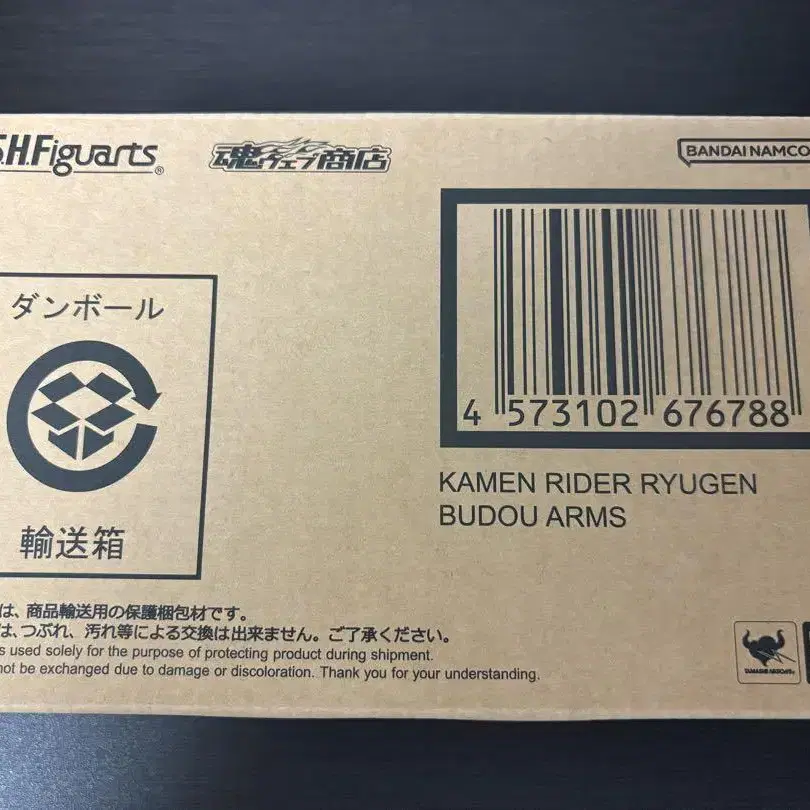 S.H.Figuarts®
魂ウェブ商店
BANDAI NAMCO
ダンボール
輸送箱
4 573102 676788
KAMEN RIDER RYUGEN
BUDOU ARMS
は、商品輸送用の保護梱包材です。
は、つぶれ、汚れ等による交換は出来ません。ご了承ください。
s used solely for the purpose of protecting product during shipment.
not be exchanged due to damage or discoloration. Thank you for your understanding.
TAMASHII NATIONS